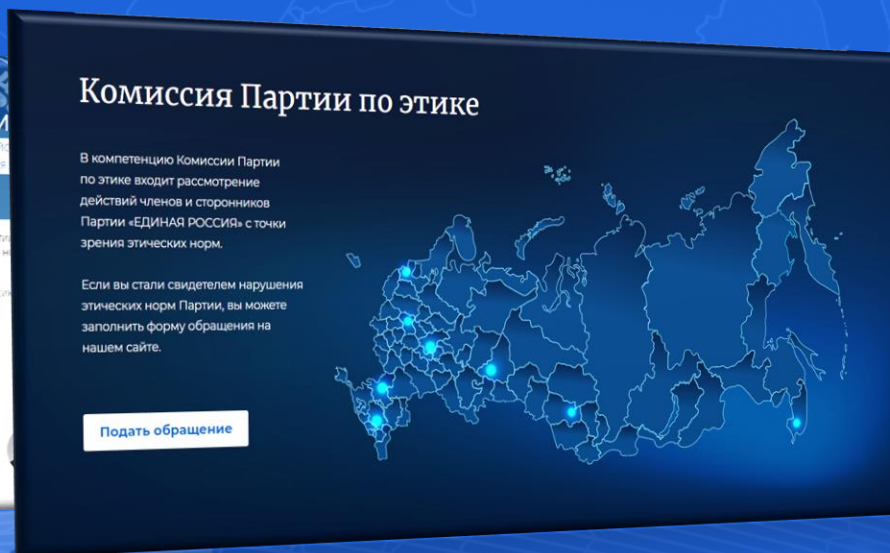 Комиссия Партии по этике
В компетенцию Комиссии Партии
по этике входит рассмотрение
действий членов и сторонников
Партии «ЕДИНАЯ РОССИЯ» с точки
зрения этических норм.
Если вы стали свидетелем нарушения
этических норм Партии, вы можете
заполнить форму обращения на
нашем сайте.
Подать обращение